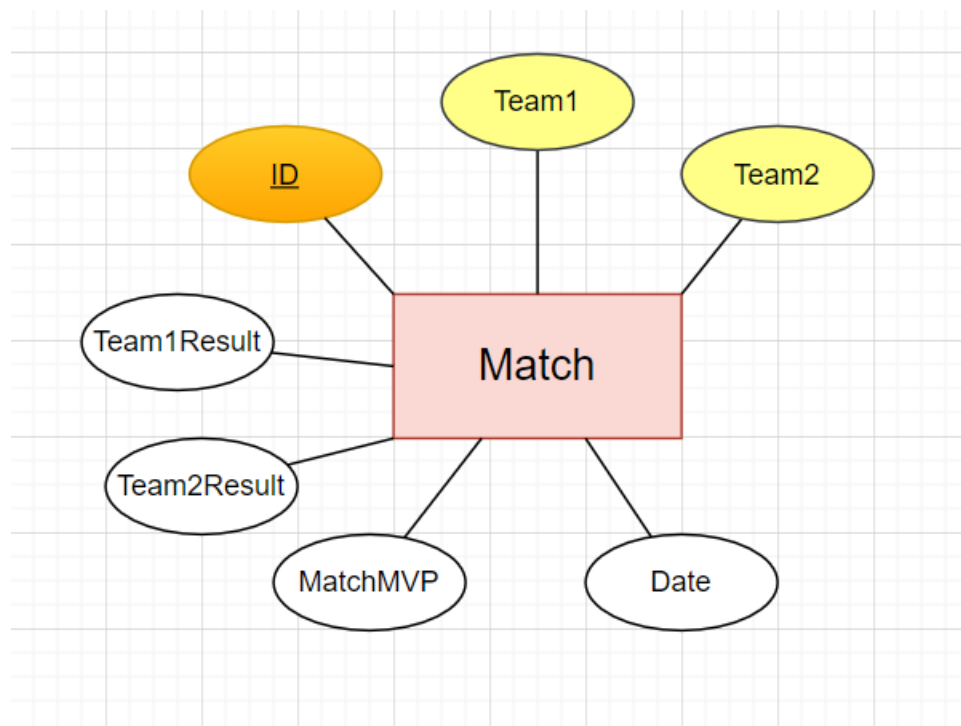 Team1
ID
Team2
Team1Result
Match
Team2Result
MatchMVP
Date